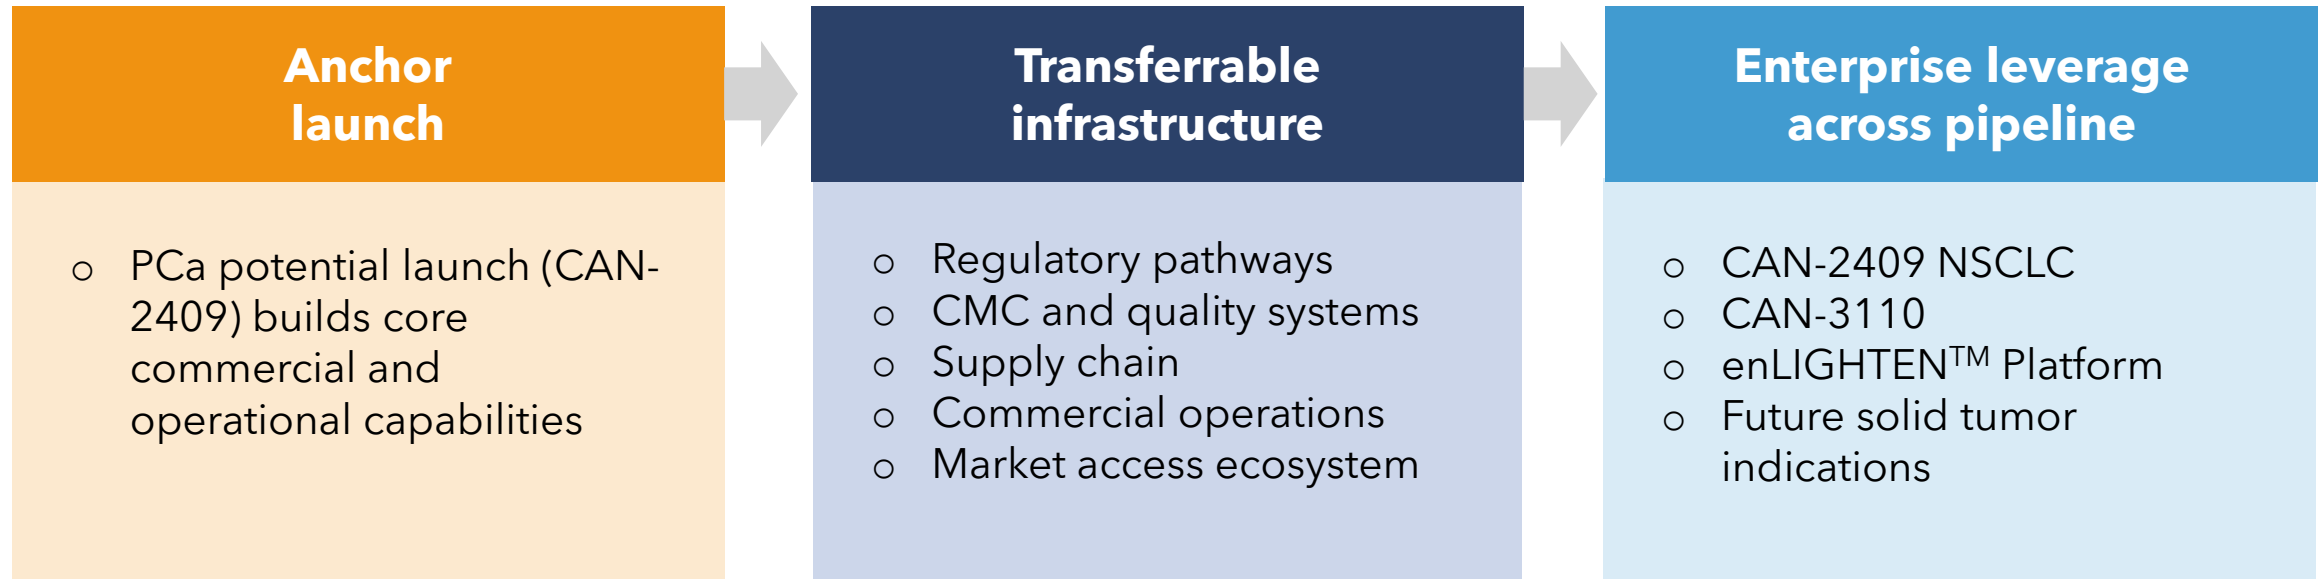 Anchor
launch
○ PCa potential launch (CAN-
2409) builds core
commercial and
operational capabilities
Transferrable
infrastructure
○ Regulatory pathways
○ CMC and quality systems
○ Supply chain
○ Commercial operations
○ Market access ecosystem
Enterprise leverage
across pipeline
○ CAN-2409 NSCLC
○ CAN-3110
○ enLIGHTEN™ Platform
○ Future solid tumor
indications